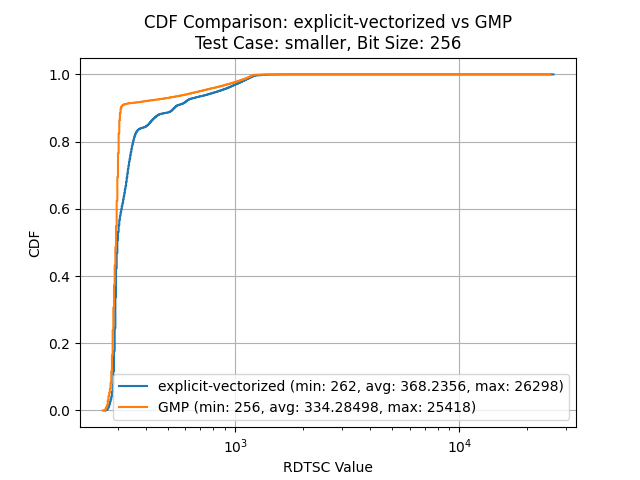 CDF Comparison: explicit-vectorized vs GMP
Test Case: smaller, Bit Size: 256
1.0
0.8
0.6
0.4
0.2
0.0
CDF
explicit-vectorized (min: 262, avg: 368.2356, max: 26298)
GMP (min: 256, avg: 334.28498, max: 25418)
10³ 10⁴
RDTSC Value